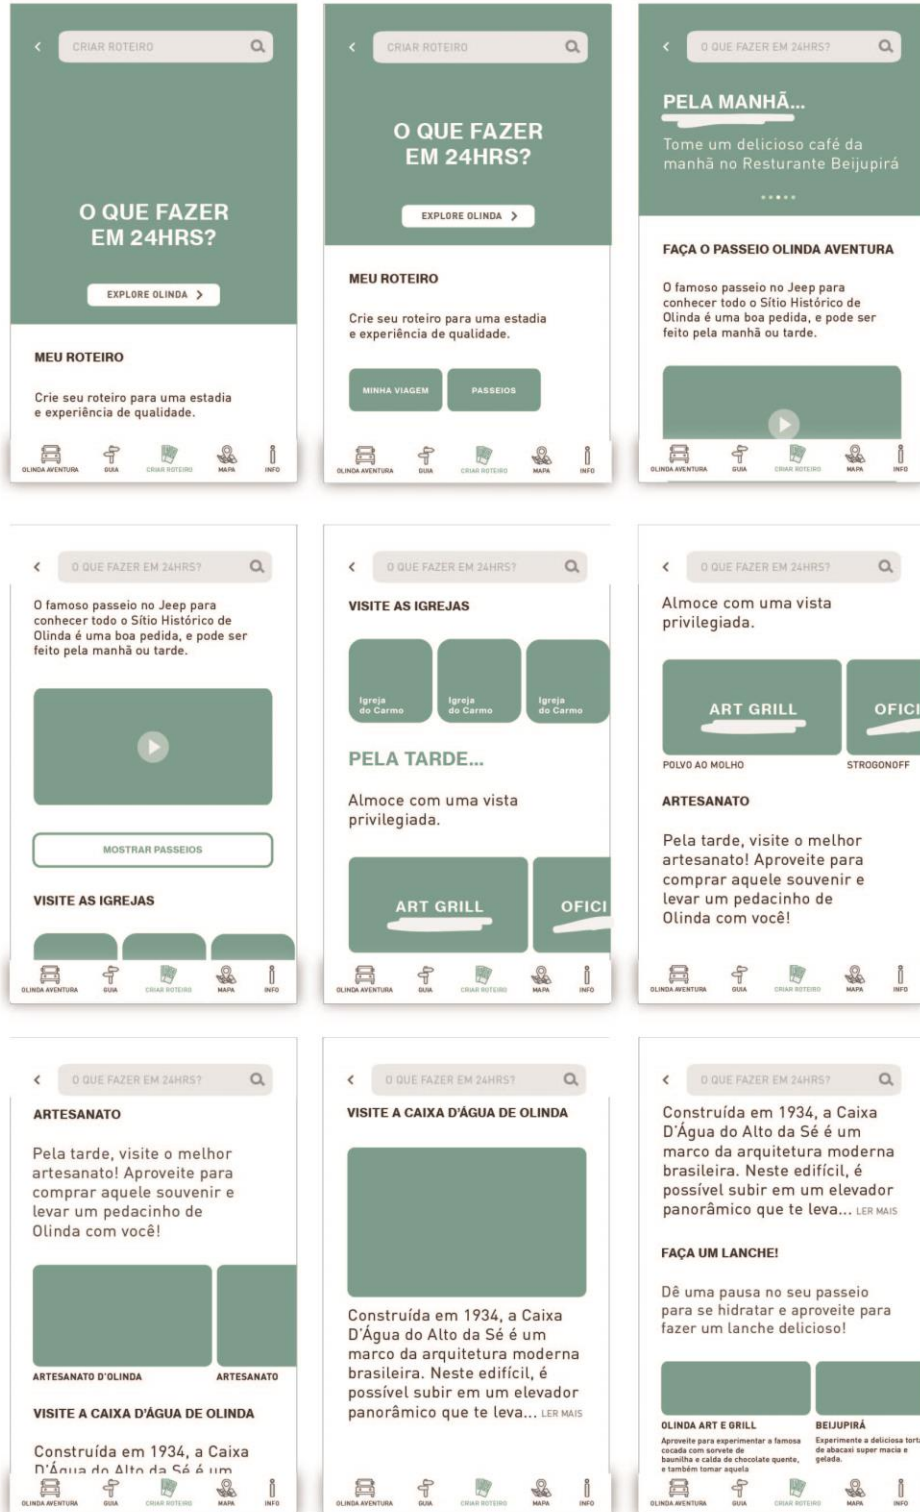 CRIAR ROTEIRO
O QUE FAZER
EM 24HRS?
EXPLORE OLINDA
MEU ROTEIRO
Crie seu roteiro para uma estadia
e experiência de qualidade.
OLINDA AVENTURA GUIA CRIAR ROTEIRO MAPA INFO
CRIAR ROTEIRO
O QUE FAZER
EM 24HRS?
EXPLORE OLINDA
MEU ROTEIRO
Crie seu roteiro para uma estadia
e experiência de qualidade.
MINHA VIAGEM PASSEIOS
OLINDA AVENTURA GUIA CRIAR ROTEIRO MAPA INFO
O QUE FAZER EM 24HRS?
PELA MANHÃ...
Tome um delicioso café da
manhã no Resturante Beijupirá
FAÇA O PASSEIO OLINDA AVENTURA
O famoso passeio no Jeep para
conhecer todo o Sítio Histórico de
Olinda é uma boa pedida, e pode ser
feito pela manhã ou tarde.
OLINDA AVENTURA GUIA CRIAR ROTEIRO MAPA INFO
O QUE FAZER EM 24HRS?
O famoso passeio no Jeep para
conhecer todo o Sítio Histórico de
Olinda é uma boa pedida, e pode ser
feito pela manhã ou tarde.
MOSTRAR PASSEIOS
VISITE AS IGREJAS
OLINDA AVENTURA GUIA CRIAR ROTEIRO MAPA INFO
O QUE FAZER EM 24HRS?
VISITE AS IGREJAS
Igreja Igreja Igreja
do Carmo do Carmo do Carmo
PELA TARDE...
Almoce com uma vista
privilegiada.
ART GRILL OFICI
OLINDA AVENTURA GUIA CRIAR ROTEIRO MAPA INFO
O QUE FAZER EM 24HRS?
Almoce com uma vista
privilegiada.
ART GRILL OFICI
POLVO AO MOLHO STROGONOFF
ARTESANATO
Pela tarde, visite o melhor
artesanato! Aproveite para
comprar aquele souvenir e
levar um pedacinho de
Olinda com você!
OLINDA AVENTURA GUIA CRIAR ROTEIRO MAPA INFO
O QUE FAZER EM 24HRS?
ARTESANATO
Pela tarde, visite o melhor
artesanato! Aproveite para
comprar aquele souvenir e
levar um pedacinho de
Olinda com você!
ARTESANATO D'OLINDA ARTESANATO
VISITE A CAIXA D'ÁGUA DE OLINDA
Construída em 1934, a Caixa
D'Água do Alto da Sé é um
OLINDA AVENTURA GUIA CRIAR ROTEIRO MAPA INFO
O QUE FAZER EM 24HRS?
VISITE A CAIXA D'ÁGUA DE OLINDA
Construída em 1934, a Caixa
D'Água do Alto da Sé é um
marco da arquitetura moderna
brasileira. Neste edifícil, é
possível subir em um elevador
panorâmico que te leva... LER MAIS
OLINDA AVENTURA GUIA CRIAR ROTEIRO MAPA INFO
O QUE FAZER EM 24HRS?
Construída em 1934, a Caixa
D'Água do Alto da Sé é um
marco da arquitetura moderna
brasileira. Neste edifícil, é
possível subir em um elevador
panorâmico que te leva... LER MAIS
FAÇA UM LANCHE!
Dê uma pausa no seu passeio
para se hidratar e aproveite para
fazer um lanche delicioso!
OLINDA ART E GRILL BEIJUPIRÁ
Aproveite para experimentar a famosa Experimente a deliciosa torta
cocada com sorvete de de abacaxi super macia e
baunilha e calda de chocolate quente, gelada.
e também tomar aquela
OLINDA AVENTURA GUIA CRIAR ROTEIRO MAPA INFO